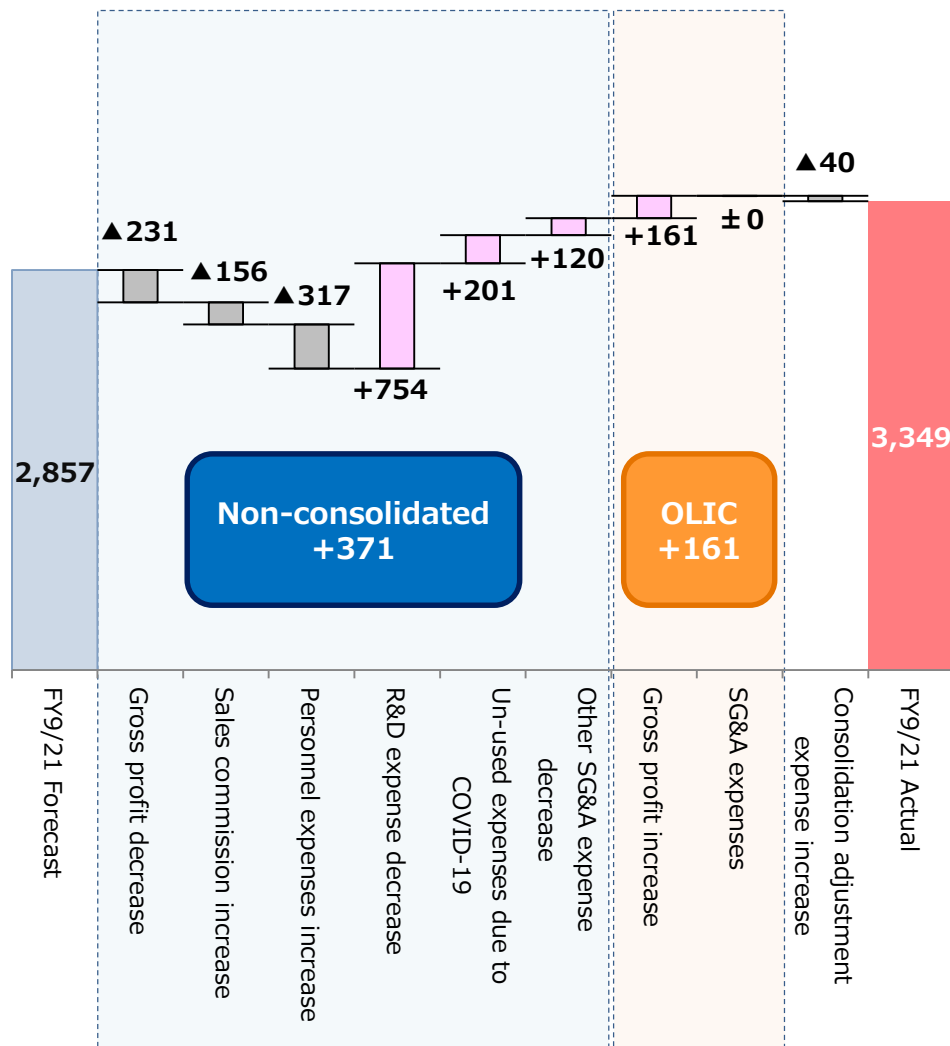 ▲40
▲231
+161
±0
▲156
+120
▲317
+201
+754
2,857
3,349
Non-consolidated
+371
OLIC
+161
FY9/21 Forecast
Gross profit decrease
Sales commission increase
Personnel expenses increase
R&D expense decrease
Un-used expenses due to
COVID-19
Other SG&A expense
decrease
Gross profit increase
SG&A expenses
Consolidation adjustment
expense increase
FY9/21 Actual